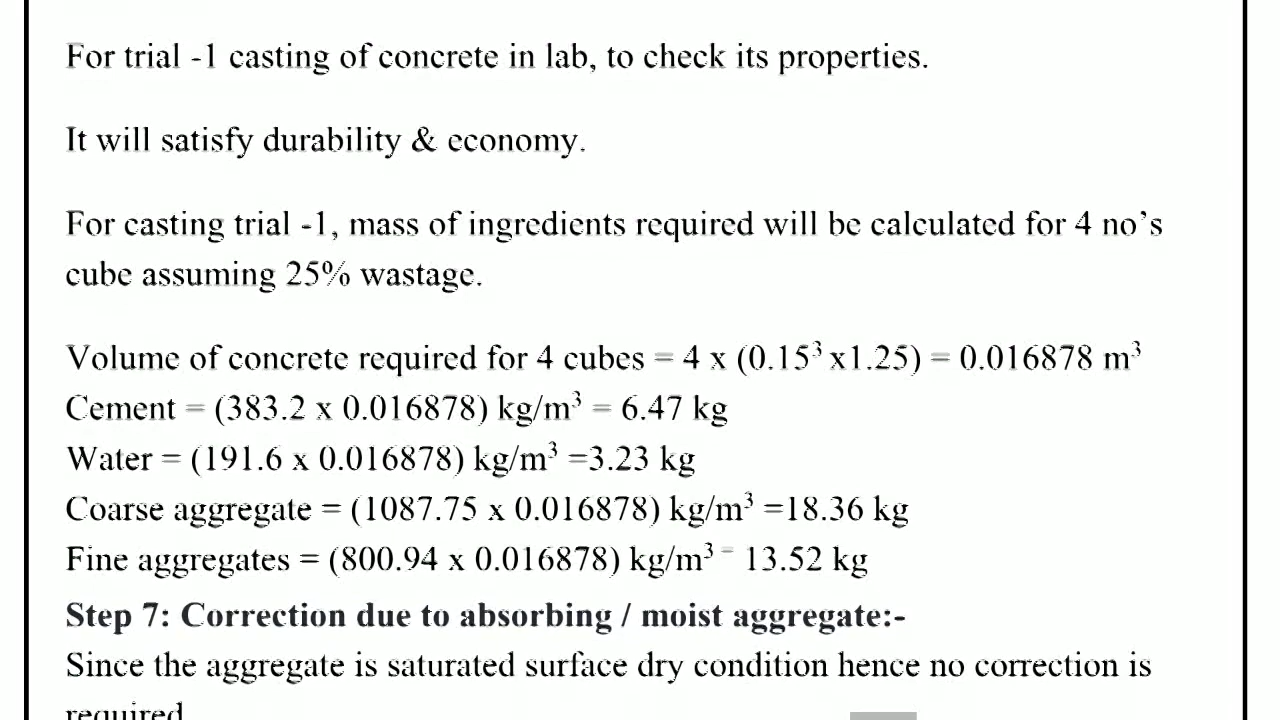 For trial -1 casting of concrete in lab, to check its properties.
It will satisfy durability & economy.
For casting trial -1, mass of ingredients required will be calculated for 4 no’s
cube assuming 25% wastage.
Volume of concrete required for 4 cubes = 4 x (0.15³ x1.25) = 0.016878 m³
Cement = (383.2 x 0.016878) kg/m³ = 6.47 kg
Water = (191.6 x 0.016878) kg/m³ =3.23 kg
Coarse aggregate = (1087.75 x 0.016878) kg/m³ =18.36 kg
Fine aggregates = (800.94 x 0.016878) kg/m³ = 13.52 kg
Step 7: Correction due to absorbing / moist aggregate:-
Since the aggregate is saturated surface dry condition hence no correction is
required